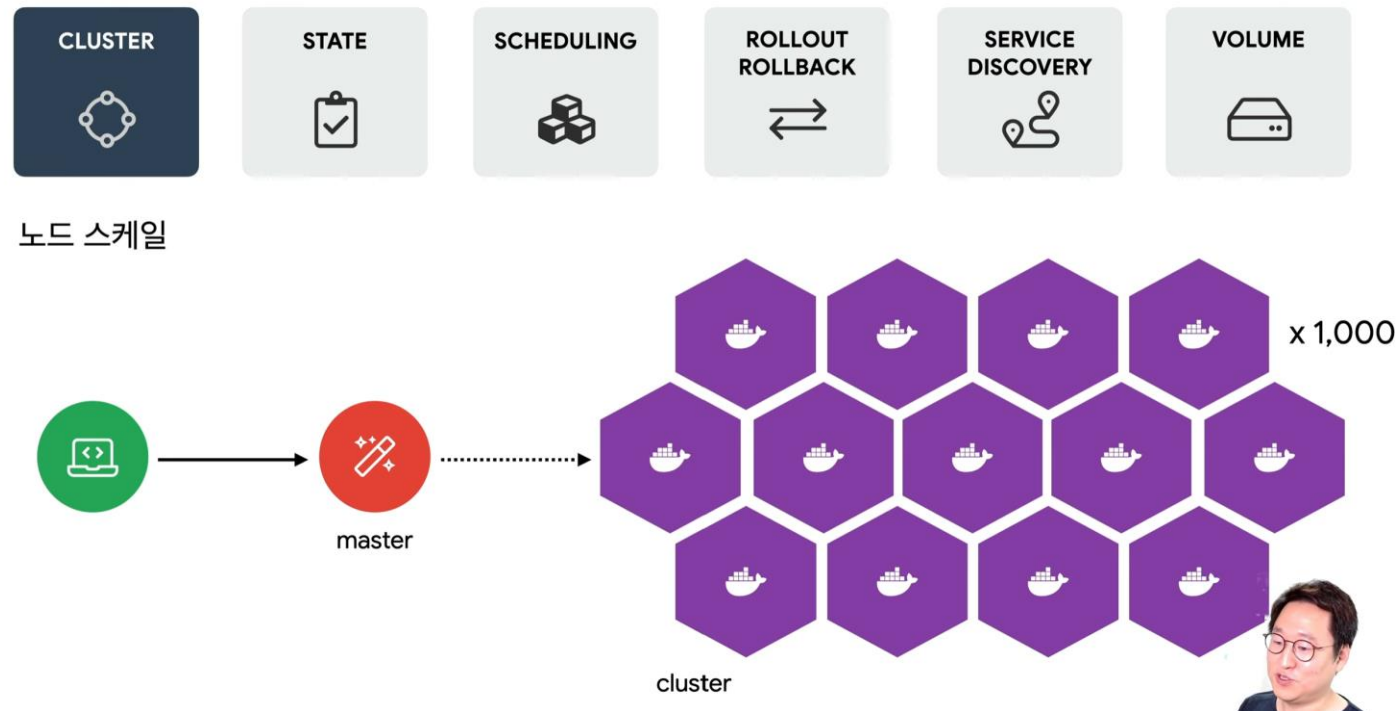 CLUSTER
STATE
SCHEDULING
ROLLOUT
ROLLBACK
SERVICE
DISCOVERY
VOLUME
노드 스케일
x 1,000
master
cluster